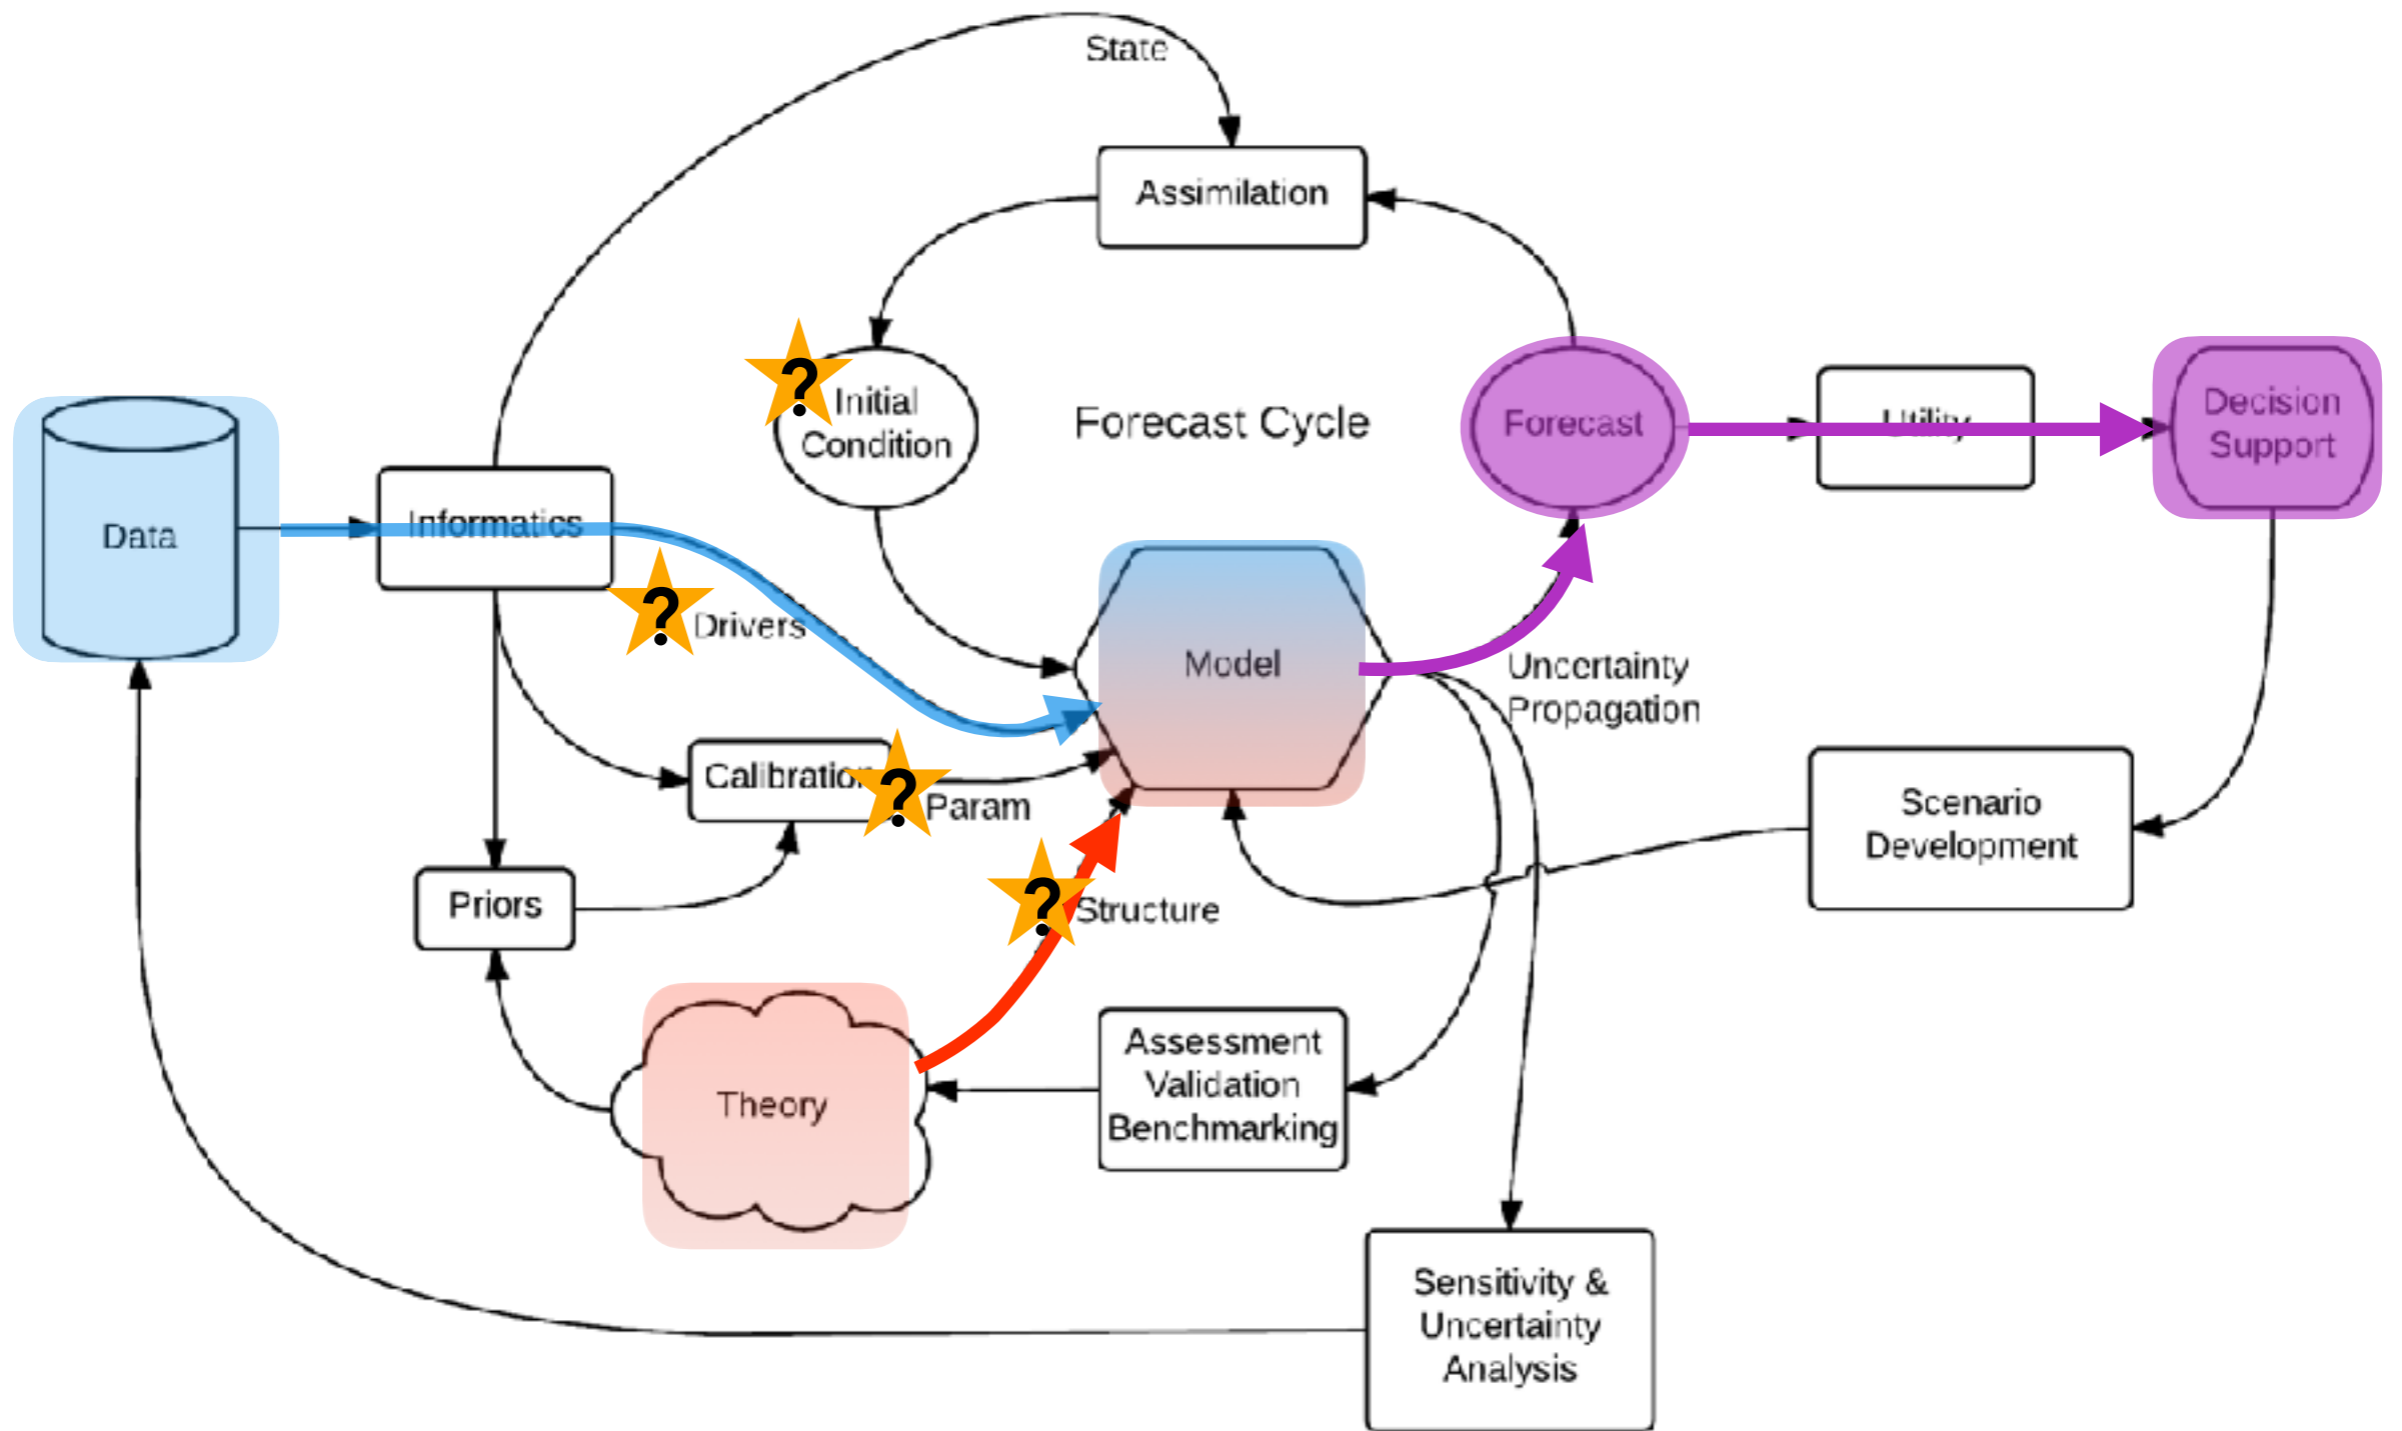 State
Assimilation
?
Initial
Condition
Forecast Cycle
Forecast
Utility
Decision
Support
Data
Informatics
?
Drivers
Model
Uncertainty
Propagation
Calibration
?
Param
Scenario
Development
Priors
?
Structure
Theory
Assessment
Validation
Benchmarking
Sensitivity &
Uncertainty
Analysis